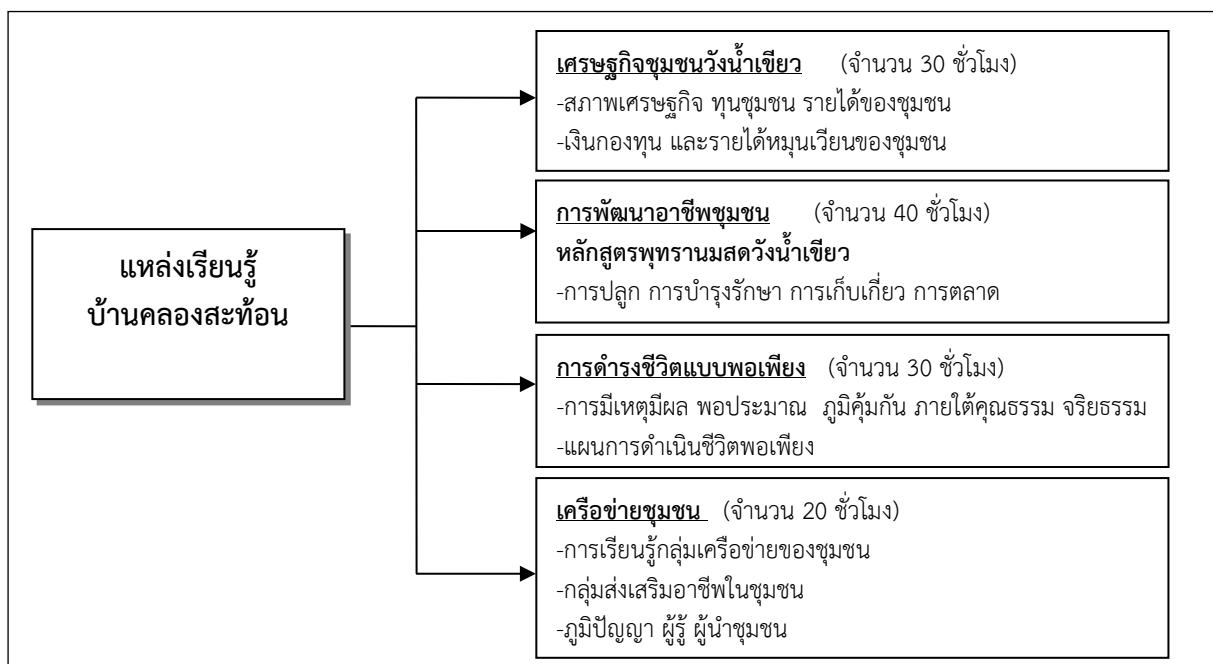 แหล่งเรียนรู้
บ้านคลองสะท้อน
เศรษฐกิจชุมชนวังน้ำเขียว (จำนวน 30 ชั่วโมง)
-สภาพเศรษฐกิจ ทุนชุมชน รายได้ของชุมชน
-เงินกองทุน และรายได้หมุนเวียนของชุมชน
การพัฒนาอาชีพชุมชน (จำนวน 40 ชั่วโมง)
หลักสูตรพุทรานมสดวังน้ำเขียว
-การปลูก การบำรุงรักษา การเก็บเกี่ยว การตลาด
การดำรงชีวิตแบบพอเพียง (จำนวน 30 ชั่วโมง)
-การมีเหตุมีผล พอประมาณ ภูมิคุ้มกัน ภายใต้คุณธรรม จริยธรรม
-แผนการดำเนินชีวิตพอเพียง
เครือข่ายชุมชน (จำนวน 20 ชั่วโมง)
-การเรียนรู้กลุ่มเครือข่ายของชุมชน
-กลุ่มส่งเสริมอาชีพในชุมชน
-ภูมิปัญญา ผู้รู้ ผู้นำชุมชน